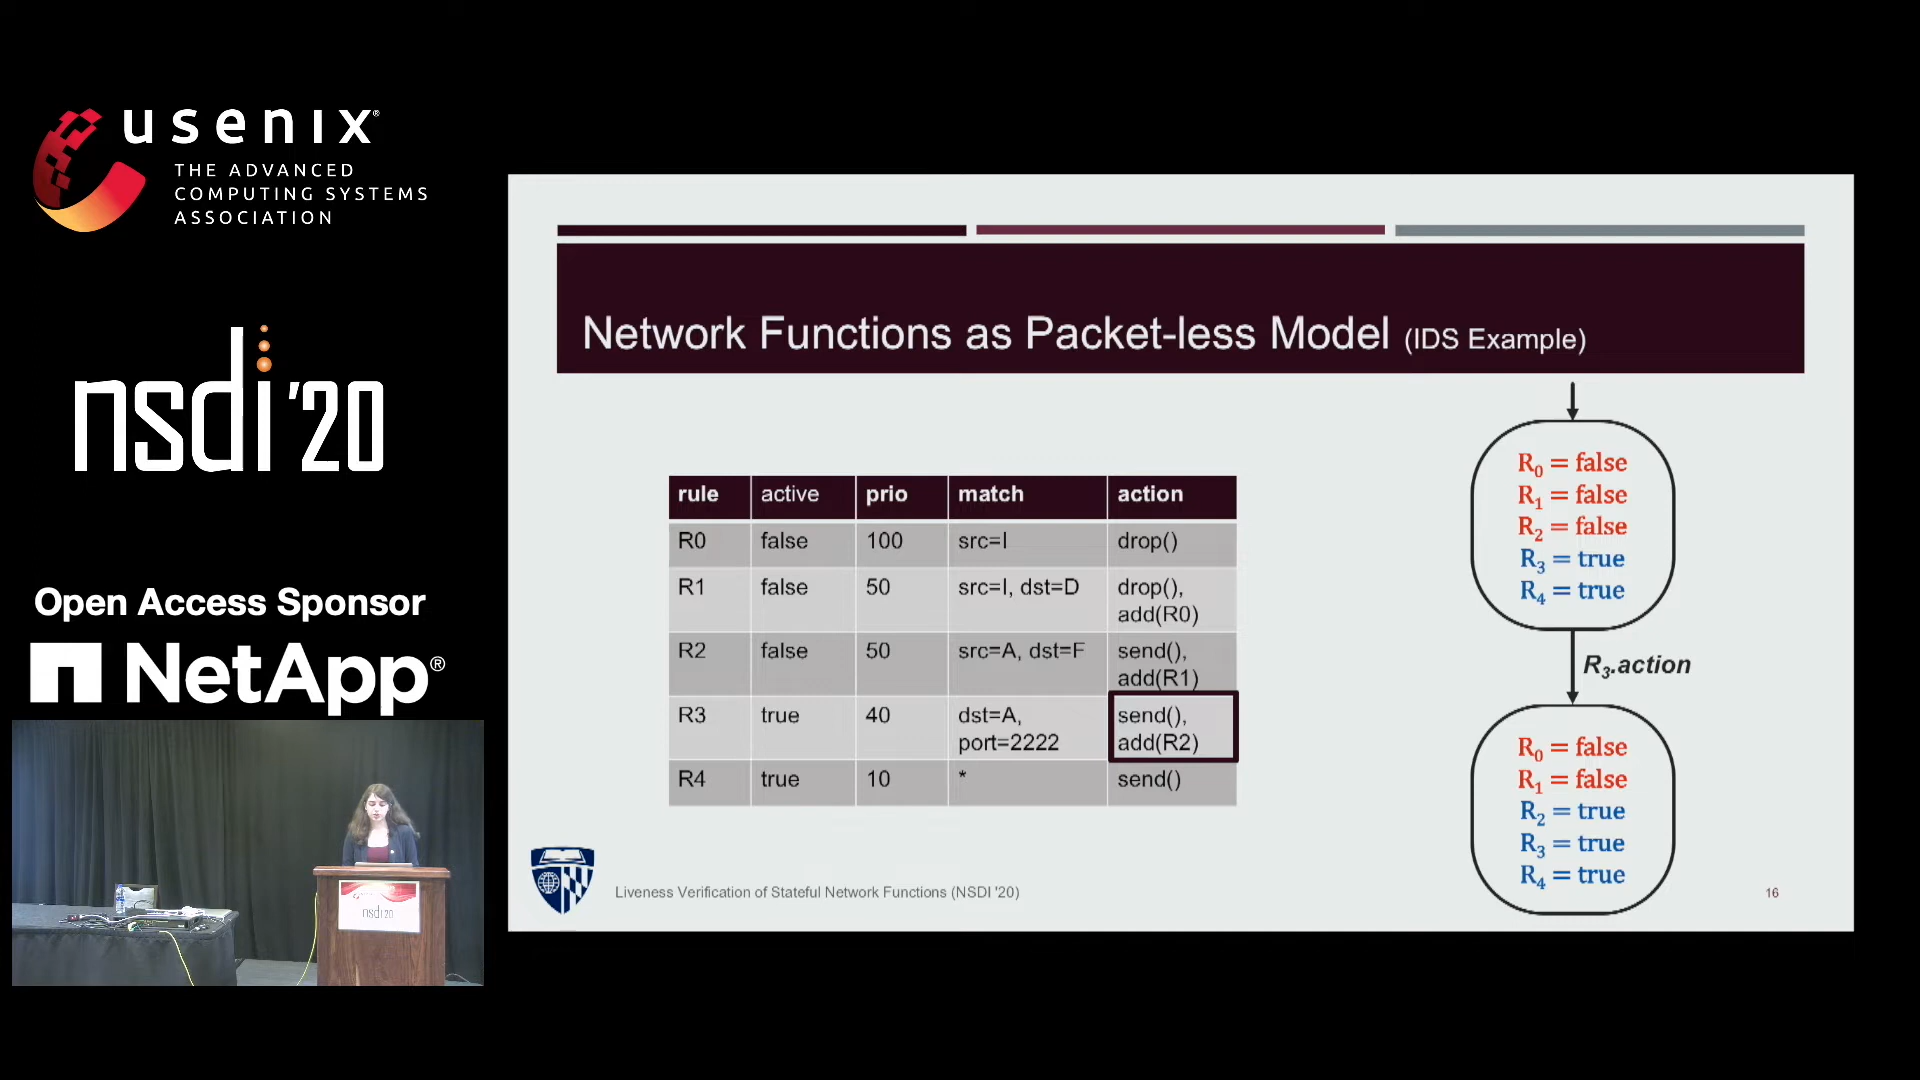 usenix®
THE ADVANCED
COMPUTING SYSTEMS
ASSOCIATION
nsdi '20
Open Access Sponsor
NetApp®
nsdi'20
Network Functions as Packet-less Model (IDS Example)
rule active prio match action
R0 false 100 src=I drop()
R1 false 50 src=I, dst=D drop(),
add(R0)
R2 false 50 src=A, dst=F send(),
add(R1)
R3 true 40 dst=A, send(),
port=2222 add(R2)
R4 true 10 * send()
R0 = false
R1 = false
R2 = false
R3 = true
R4 = true
R3.action
R0 = false
R1 = false
R2 = true
R3 = true
R4 = true
Liveness Verification of Stateful Network Functions (NSDI '20)
16